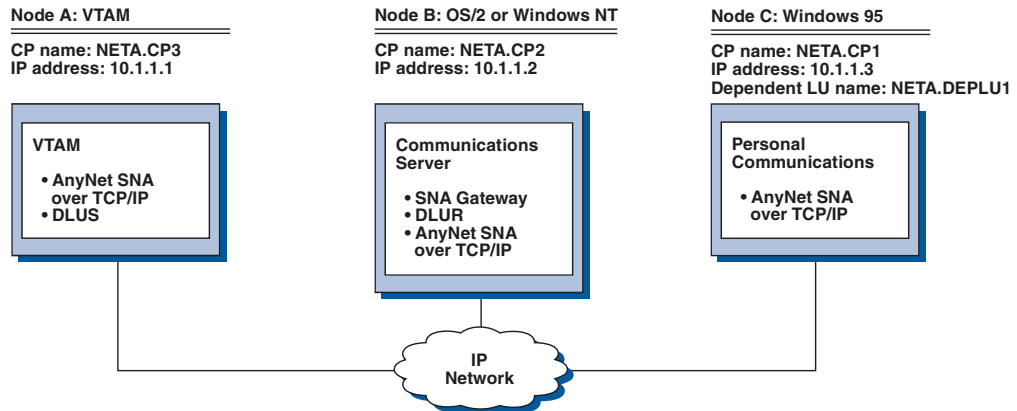 Node A: VTAM
CP name: NETA.CP3
IP address: 10.1.1.1
VTAM
• AnyNet SNA
over TCP/IP
• DLUS
Node B: OS/2 or Windows NT
CP name: NETA.CP2
IP address: 10.1.1.2
Communications
Server
• SNA Gateway
• DLUR
• AnyNet SNA
over TCP/IP
Node C: Windows 95
CP name: NETA.CP1
IP address: 10.1.1.3
Dependent LU name: NETA.DEPLU1
Personal
Communications
• AnyNet SNA
over TCP/IP
IP
Network